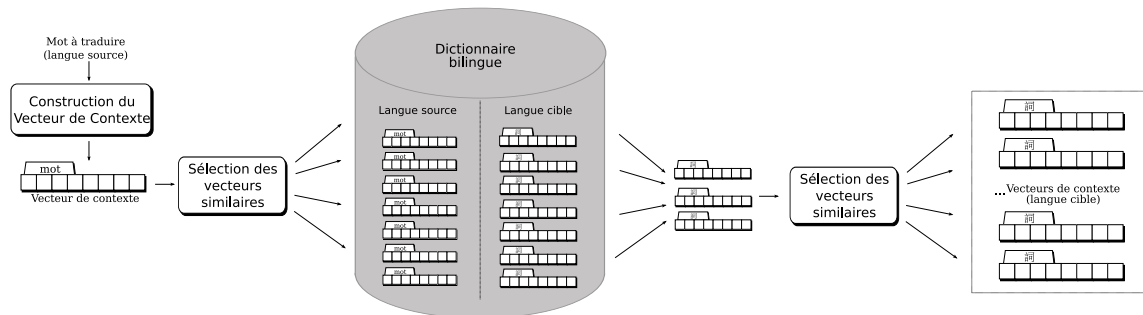 Mot à traduire
(langue source)
Construction du
Vecteur de Contexte
mot
Vecteur de contexte
Sélection des
vecteurs
similaires
Dictionnaire
bilingue
Langue source
Langue cible
mot
mot
mot
mot
mot
mot
mot
詞
詞
詞
詞
詞
詞
詞
詞
詞
詞
Sélection des
vecteurs
similaires
詞
詞
... Vecteurs de contexte
(langue cible)
詞
詞